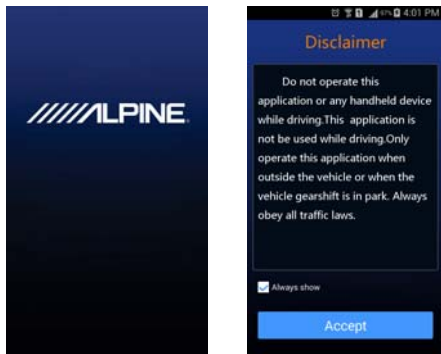 ALPINE
97% 4:01 PM
Disclaimer
Do not operate this
application or any handheld device
while driving.This application is
not be used while driving.Only
operate this application when
outside the vehicle or when the
vehicle gearshift is in park. Always
obey all traffic laws.
Always show
Accept